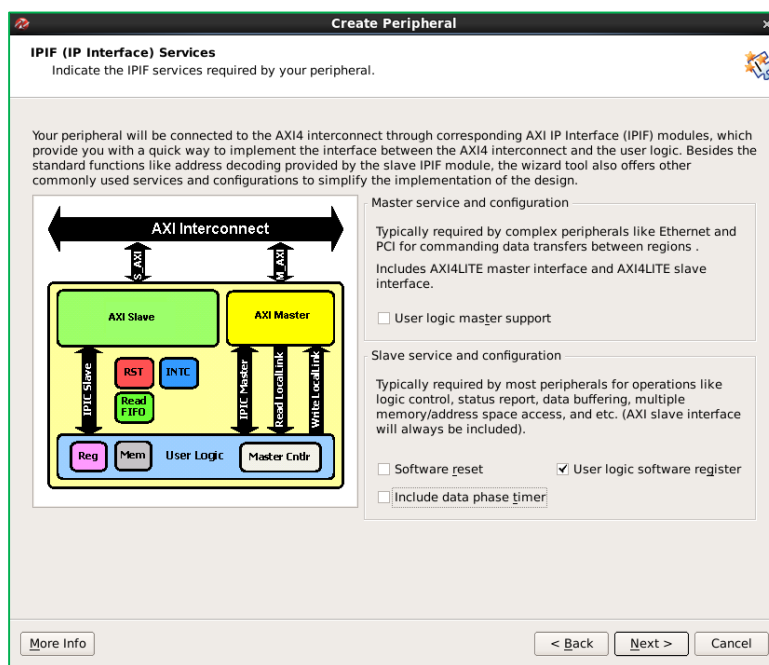 Create Peripheral
IPIF (IP Interface) Services
Indicate the IPIF services required by your peripheral.
Your peripheral will be connected to the AXI4 interconnect through corresponding AXI IP Interface (IPIF) modules, which
provide you with a quick way to implement the interface between the AXI4 interconnect and the user logic. Besides the
standard functions like address decoding provided by the slave IPIF module, the wizard tool also offers other
commonly used services and configurations to simplify the implementation of the design.
AXI Interconnect
S_AXI
M_AXI
AXI Slave
AXI Master
IPIC Slave
RST
INTC
Read
FIFO
IPIC Master
Read LocalLink
Write LocalLink
Reg
Mem
User Logic
Master Cntlr
Master service and configuration
Typically required by complex peripherals like Ethernet and
PCI for commanding data transfers between regions .
Includes AXI4LITE master interface and AXI4LITE slave
interface.
User logic master support
Slave service and configuration
Typically required by most peripherals for operations like
logic control, status report, data buffering, multiple
memory/address space access, and etc. (AXI slave interface
will always be included).
Software reset
User logic software register
Include data phase timer
More Info
< Back
Next >
Cancel